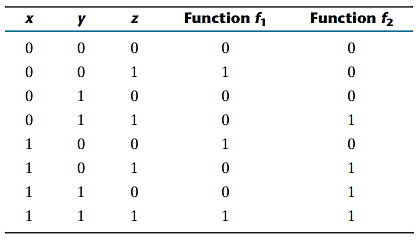 x y z Function f₁ Function f₂
0 0 0 0 0
0 0 1 1 0
0 1 0 0 0
0 1 1 0 1
1 0 0 1 0
1 0 1 0 1
1 1 0 0 1
1 1 1 1 1